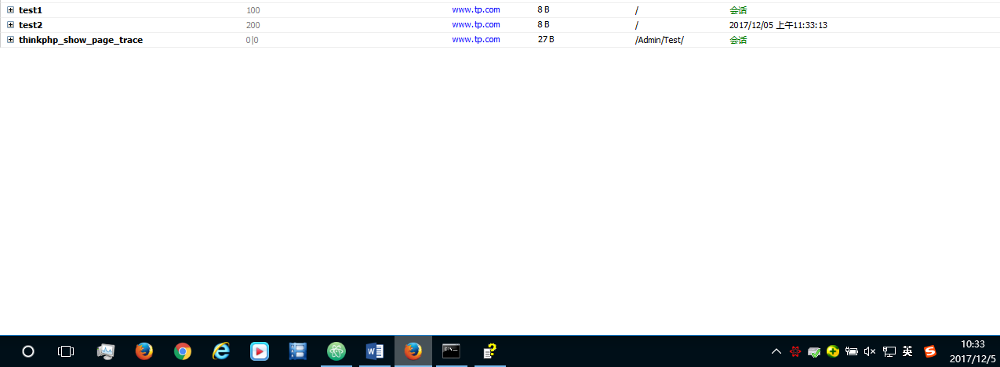 test1 100 www.tp.com 8 B / 会话
test2 200 www.tp.com 8 B / 2017/12/05 上午11:33:13
thinkphp_show_page_trace 0|0 www.tp.com 27 B /Admin/Test/ 会话
英 10:33
2017/12/5